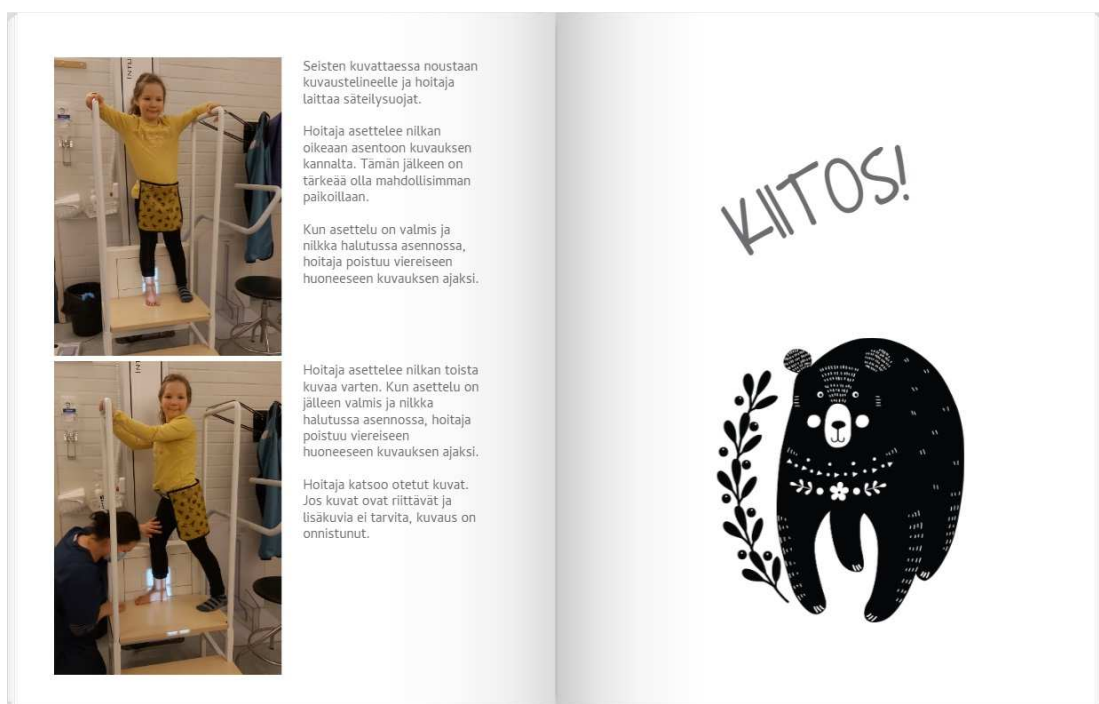 Seisten kuvattaessa noustaan
kuvaustelineelle ja hoitaja
laittaa säteilysuojat.
Hoitaja asettelee nilkan
oikeaan asentoon kuvauksen
kannalta. Tämän jälkeen on
tärkeää olla mahdollisimman
paikoillaan.
Kun asettelu on valmis ja
nilkka halutussa asennossa,
hoitaja poistuu viereiseen
huoneeseen kuvauksen ajaksi.
Hoitaja asettelee nilkan toista
kuvaa varten. Kun asettelu on
jälleen valmis ja nilkka
halutussa asennossa, hoitaja
poistuu viereiseen
huoneeseen kuvauksen ajaksi.
Hoitaja katsoo otetut kuvat.
Jos kuvat ovat riittävät ja
lisäkuvia ei tarvita, kuvaus on
onnistunut.
KIITOS!